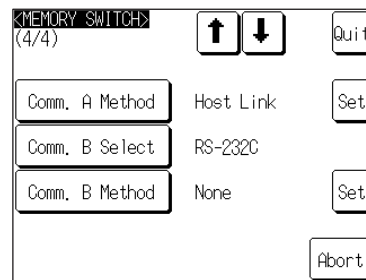 <MEMORY SWITCH>
(4/4)
Quit
Comm. A Method Host Link Set
Comm. B Select RS-232C
Comm. B Method None Set
Abort